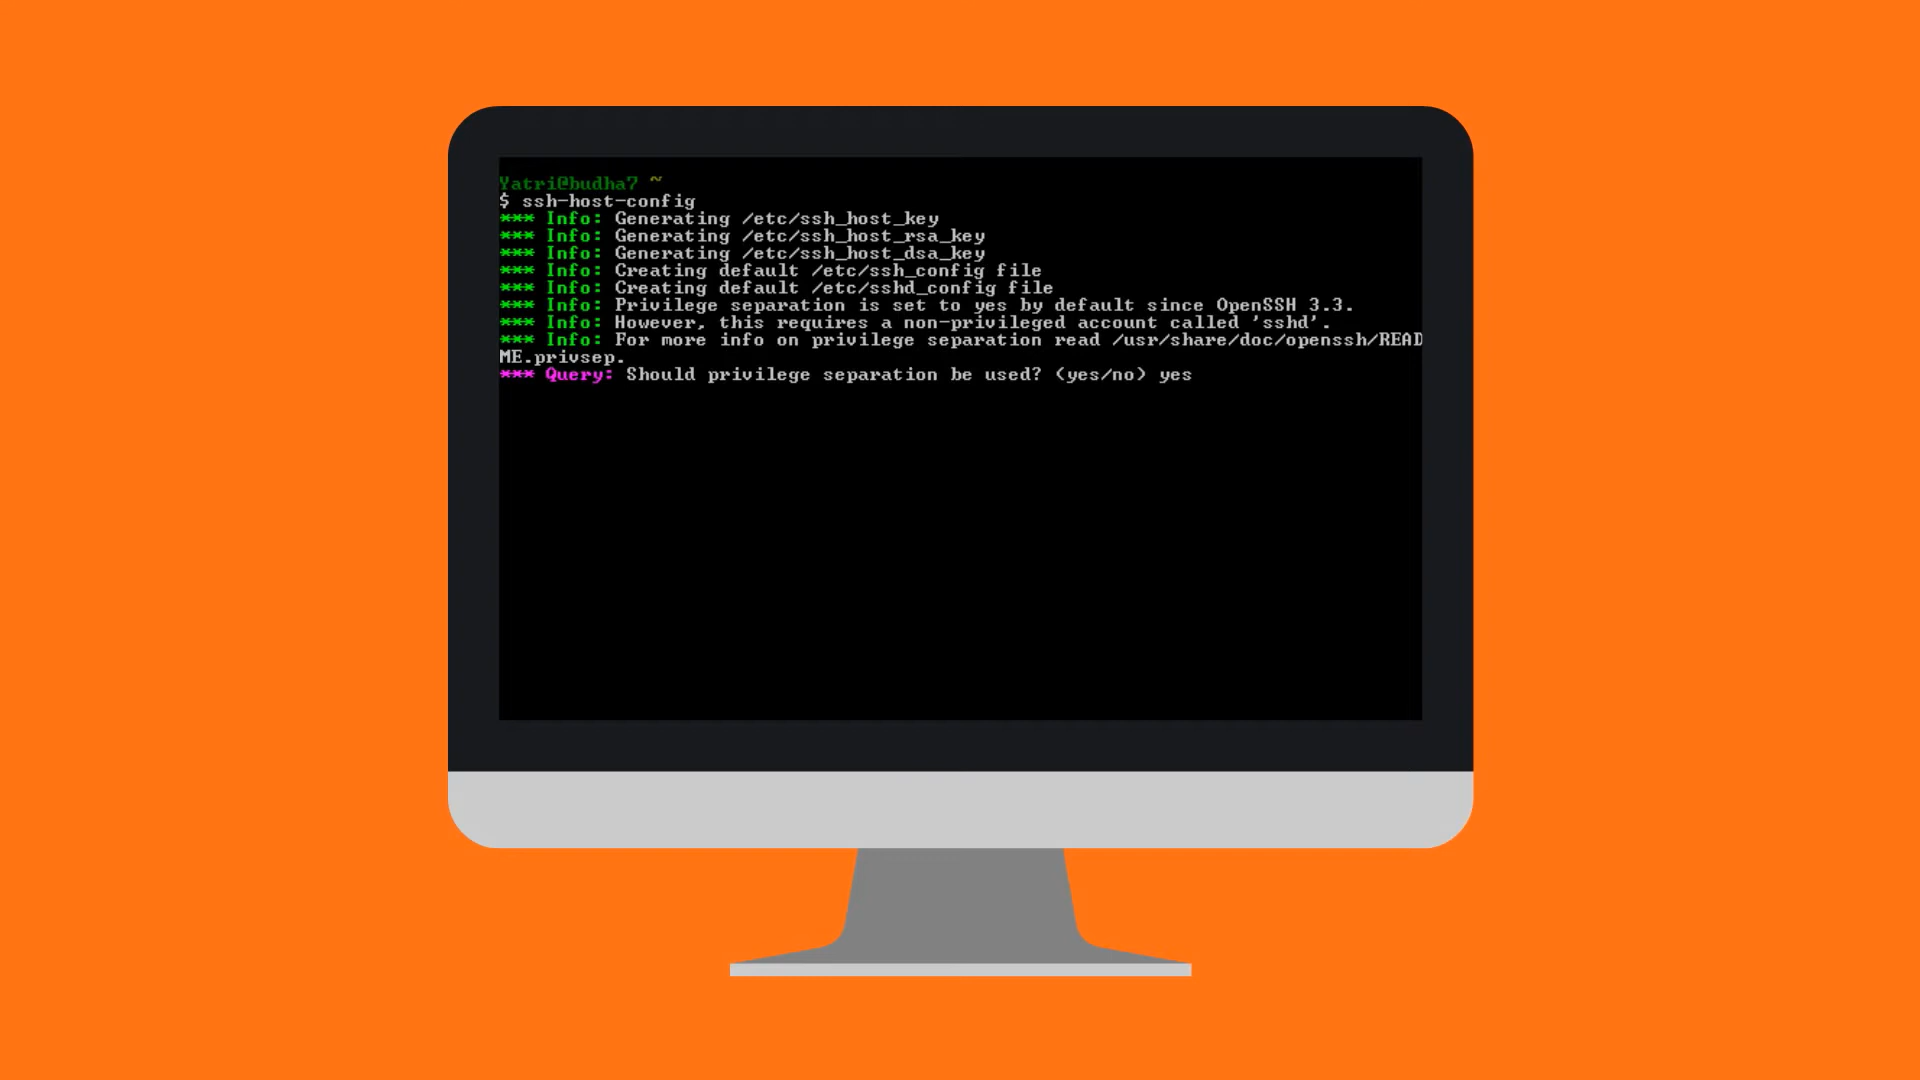 Yatri@budha7 ~
$ ssh-host-config
*** Info: Generating /etc/ssh_host_key
*** Info: Generating /etc/ssh_host_rsa_key
*** Info: Generating /etc/ssh_host_dsa_key
*** Info: Creating default /etc/ssh_config file
*** Info: Creating default /etc/sshd_config file
*** Info: Privilege separation is set to yes by default since OpenSSH 3.3.
*** Info: However, this requires a non-privileged account called 'sshd'.
*** Info: For more info on privilege separation read /usr/share/doc/openssh/READ
ME.privsep.
*** Query: Should privilege separation be used? (yes/no) yes